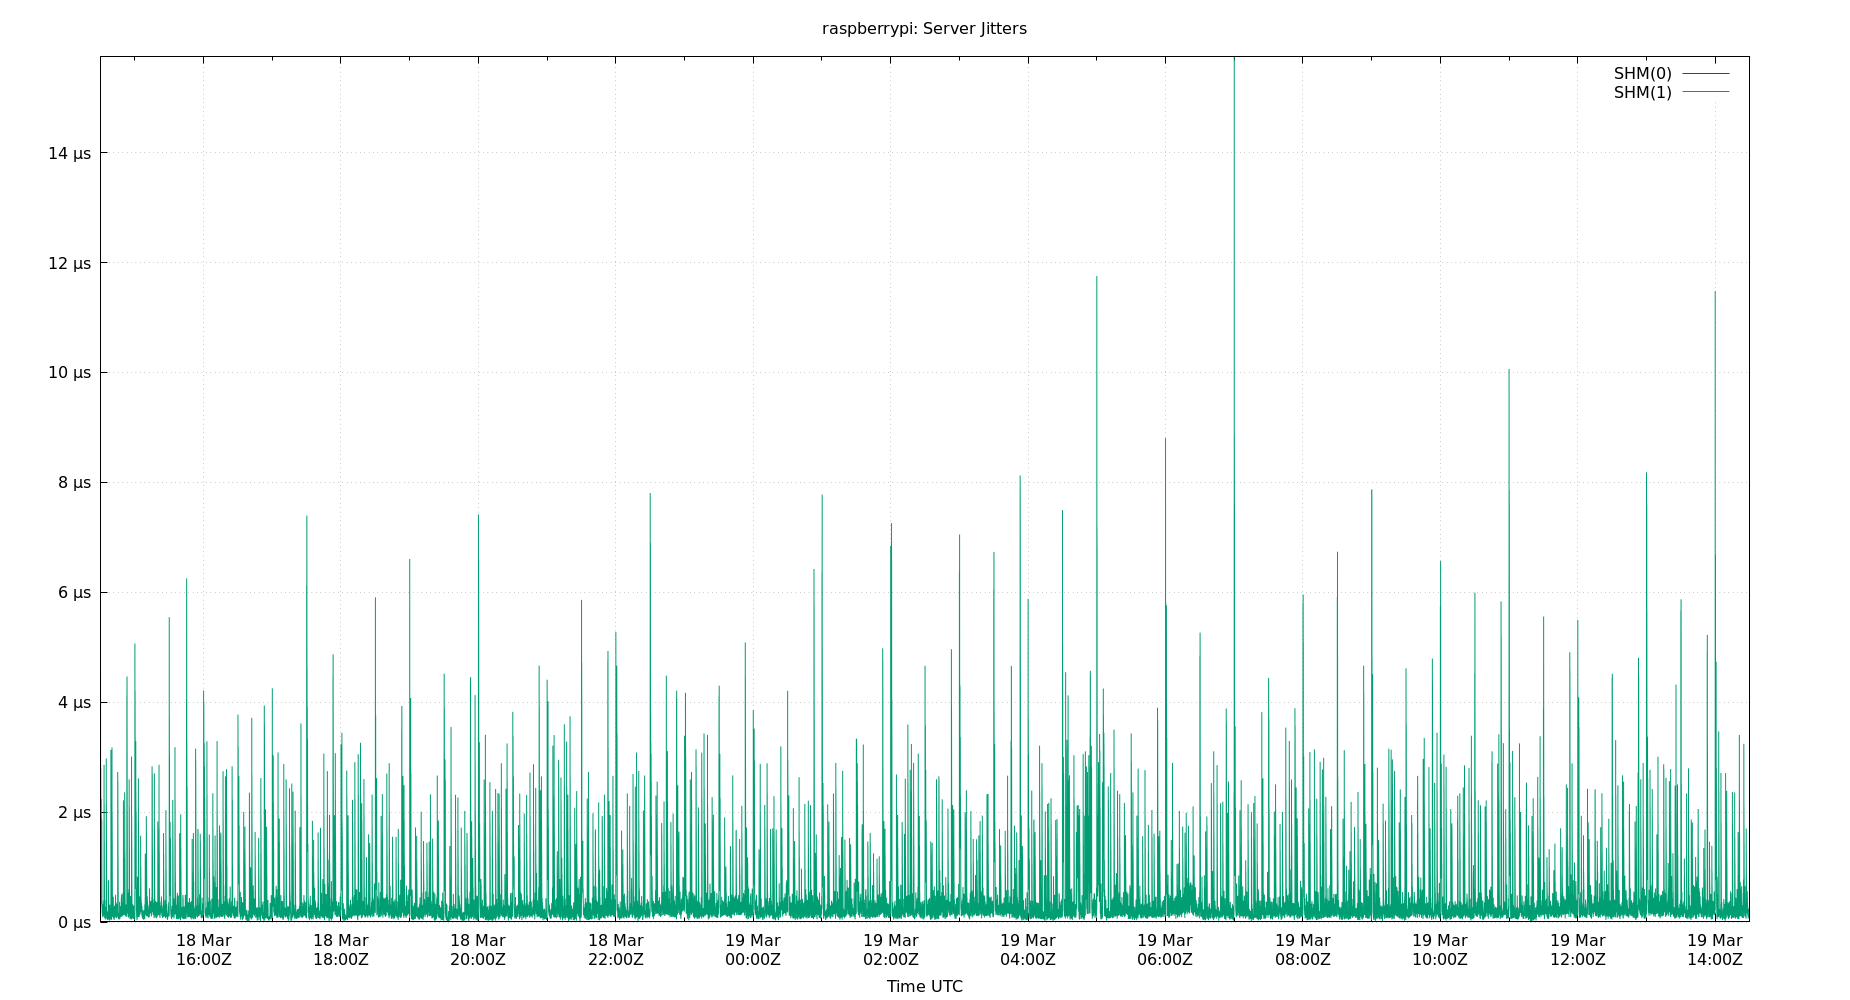 raspberrypi: Server Jitters
SHM(0)
SHM(1)
14 µs
12 µs
10 µs
8 µs
6 µs
4 µs
2 µs
0 µs
18 Mar 18 Mar 18 Mar 18 Mar 19 Mar 19 Mar 19 Mar 19 Mar 19 Mar 19 Mar 19 Mar 19 Mar
16:00Z 18:00Z 20:00Z 22:00Z 00:00Z 02:00Z 04:00Z 06:00Z 08:00Z 10:00Z 12:00Z 14:00Z
Time UTC